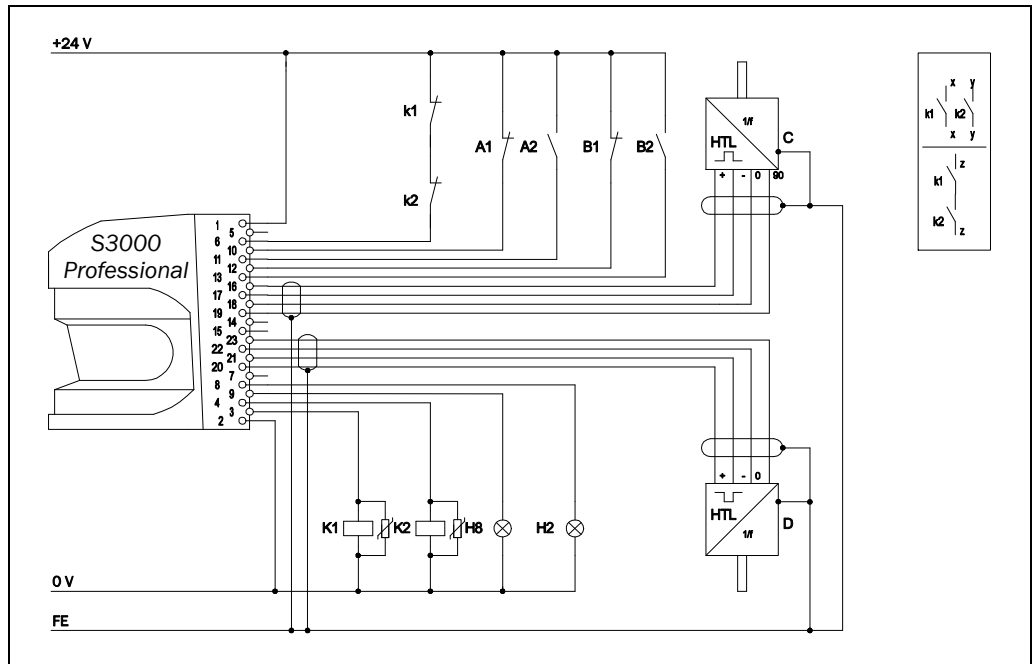 +24 V
k1
k2
A1 A2 B1 B2
1/f
HTL
C
+ - 0 90
x y
k1 k2
x y
z
k1
k2
z
S3000
Professional
1
5
6
10
11
12
13
16
17
18
19
14
15
23
22
21
20
7
8
9
4
3
2
+ - 0
HTL
1/f
D
K1 K2 H8 H2
0 V
FE